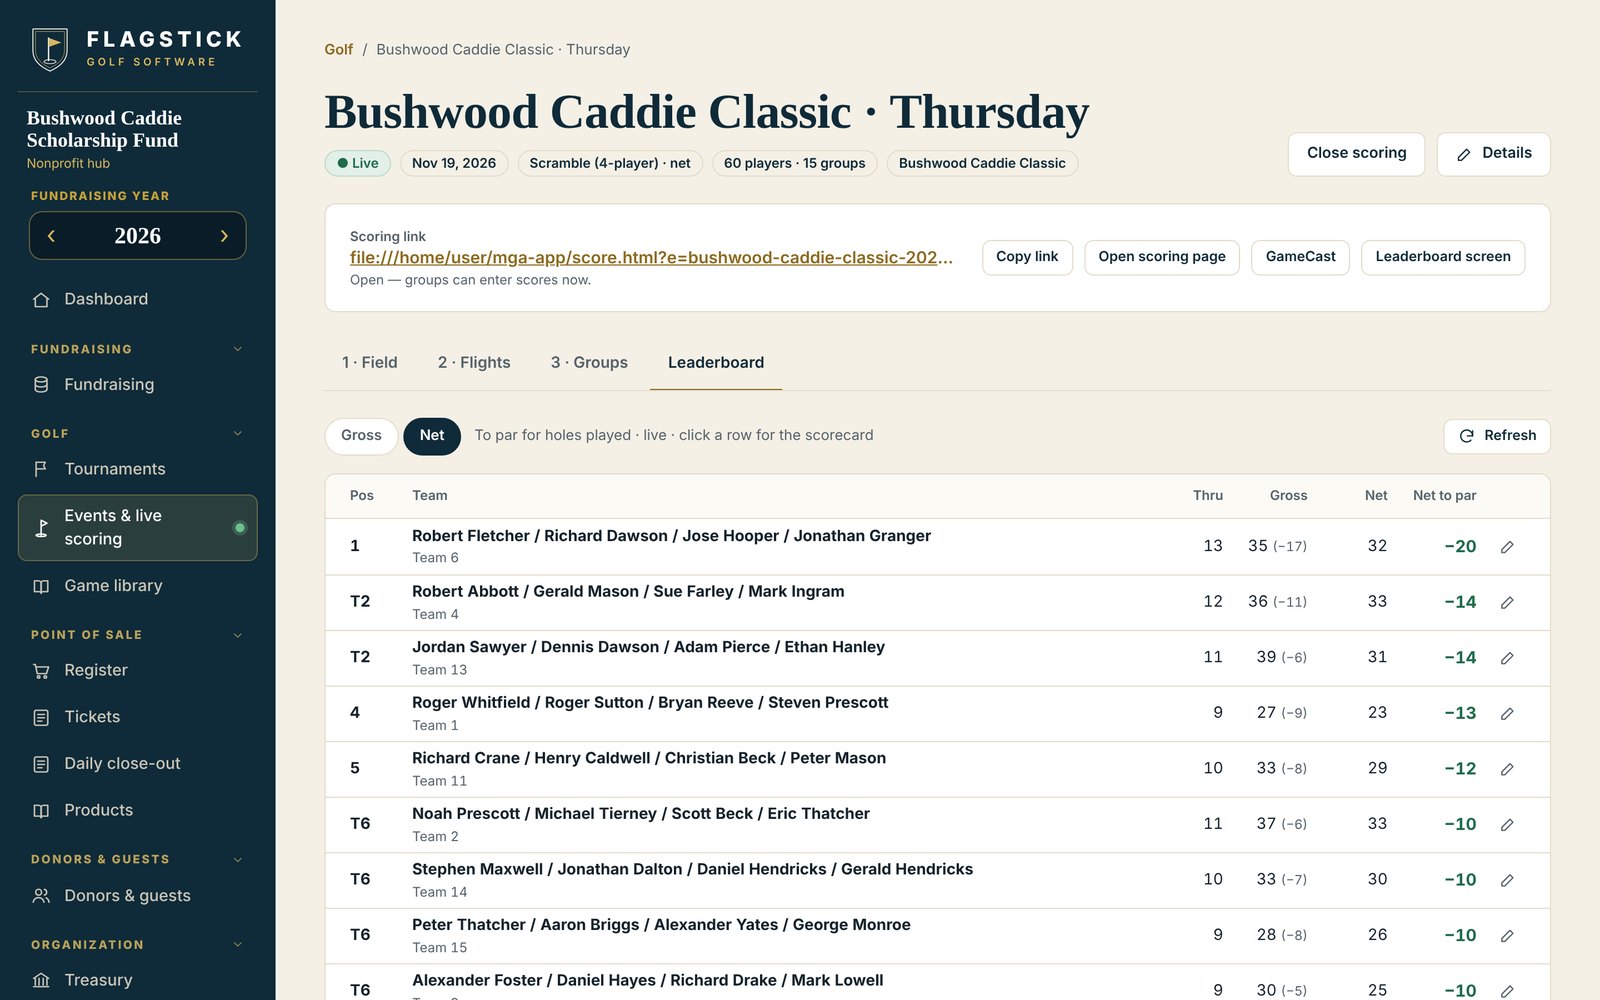 FLAGSTICK
GOLF SOFTWARE
Bushwood Caddie
Scholarship Fund
Nonprofit hub
FUNDRAISING YEAR
2026
Dashboard
FUNDRAISING
Fundraising
GOLF
Tournaments
Events & live
scoring
Game library
POINT OF SALE
Register
Tickets
Daily close-out
Products
DONORS & GUESTS
Donors & guests
ORGANIZATION
Treasury
Golf / Bushwood Caddie Classic · Thursday
Bushwood Caddie Classic · Thursday
Live Nov 19, 2026 Scramble (4-player) · net 60 players · 15 groups Bushwood Caddie Classic
Close scoring Details
Scoring link
file:///home/user/mga-app/score.html?e=bushwood-caddie-classic-202…
Open — groups can enter scores now.
Copy link Open scoring page GameCast Leaderboard screen
1 · Field 2 · Flights 3 · Groups Leaderboard
Gross Net To par for holes played · live · click a row for the scorecard Refresh
Pos Team Thru Gross Net Net to par
1 Robert Fletcher / Richard Dawson / Jose Hooper / Jonathan Granger 13 35 (−17) 32 −20
Team 6
T2 Robert Abbott / Gerald Mason / Sue Farley / Mark Ingram 12 36 (−11) 33 −14
Team 4
T2 Jordan Sawyer / Dennis Dawson / Adam Pierce / Ethan Hanley 11 39 (−6) 31 −14
Team 13
4 Roger Whitfield / Roger Sutton / Bryan Reeve / Steven Prescott 9 27 (−9) 23 −13
Team 1
5 Richard Crane / Henry Caldwell / Christian Beck / Peter Mason 10 33 (−8) 29 −12
Team 11
T6 Noah Prescott / Michael Tierney / Scott Beck / Eric Thatcher 11 37 (−6) 33 −10
Team 2
T6 Stephen Maxwell / Jonathan Dalton / Daniel Hendricks / Gerald Hendricks 10 33 (−7) 30 −10
Team 14
T6 Peter Thatcher / Aaron Briggs / Alexander Yates / George Monroe 9 28 (−8) 26 −10
Team 15
T6 Alexander Foster / Daniel Hayes / Richard Drake / Mark Lowell 9 30 (−5) 25 −10